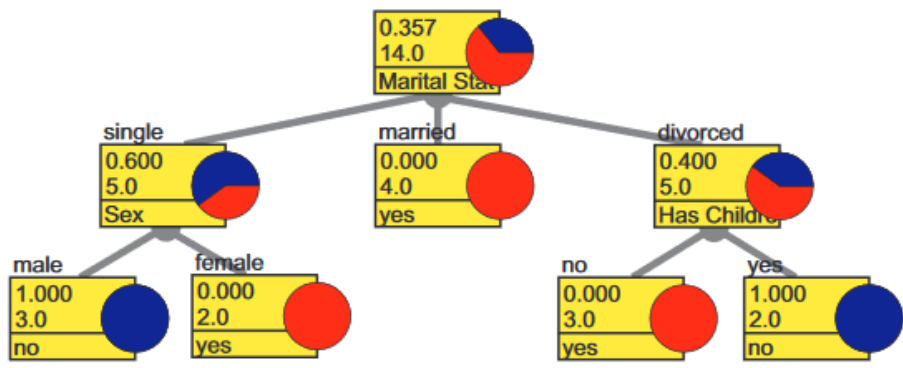 0.357
14.0
Marital Stat
single
0.600
5.0
Sex
married
0.000
4.0
yes
divorced
0.400
5.0
Has Childre
male
1.000
3.0
no
female
0.000
2.0
yes
no
0.000
3.0
yes
yes
1.000
2.0
no